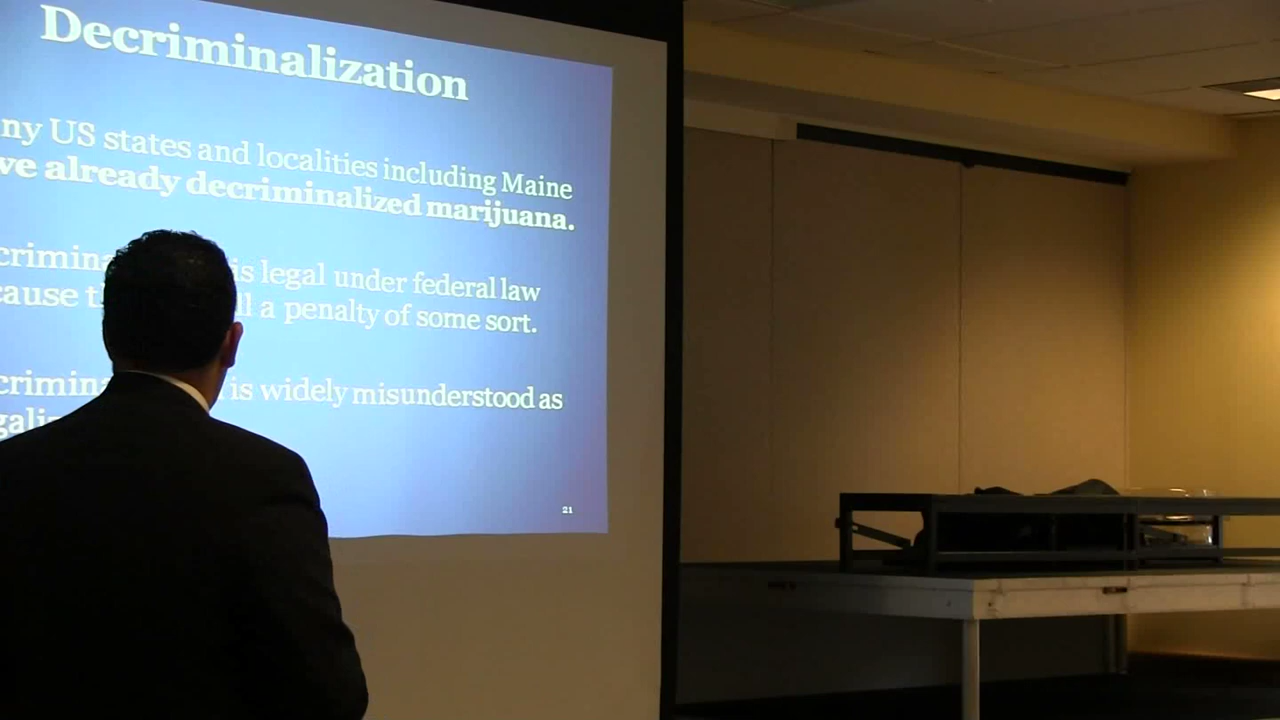 Decriminalization
ny US states and localities including Maine
ve already decriminalized marijuana.
crimina is legal under federal law
cause t ll a penalty of some sort.
crimina is widely misunderstood as
gali
21